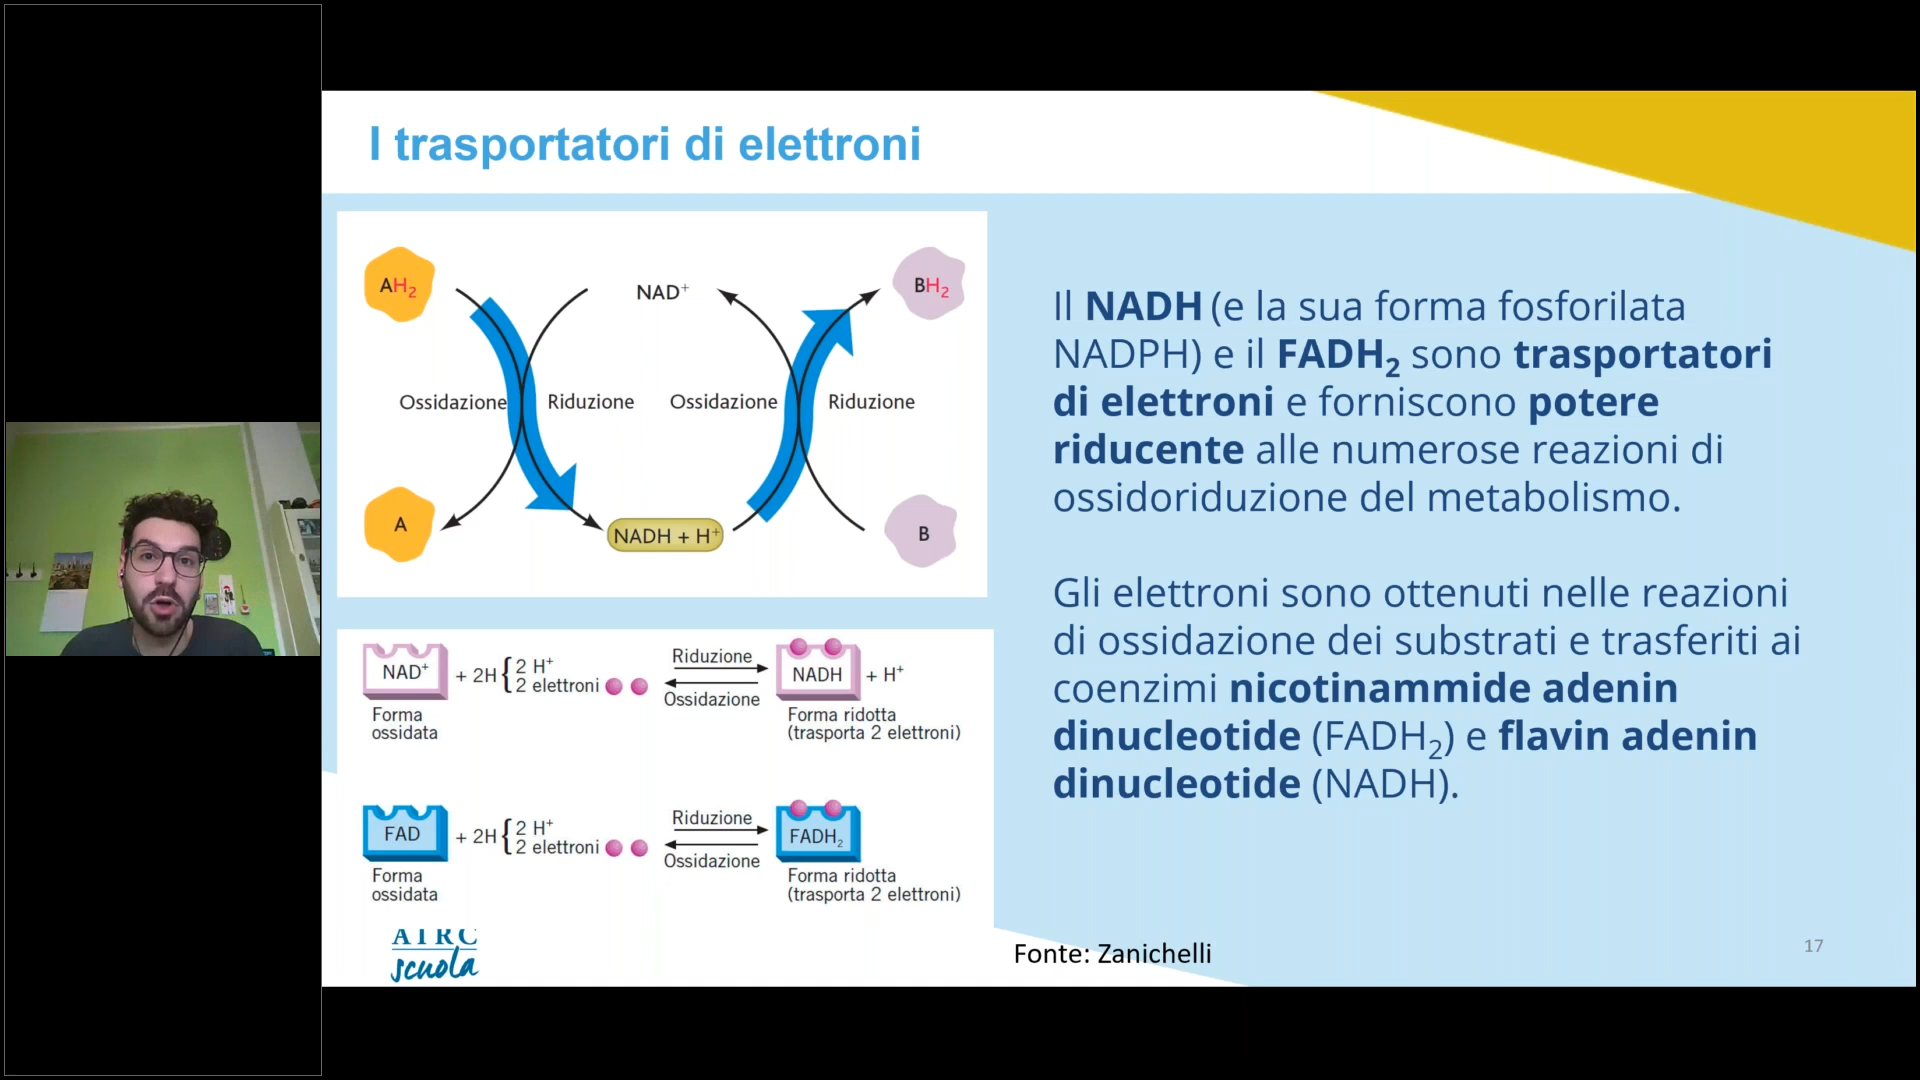 I trasportatori di elettroni
AH₂
NAD⁺
BH₂
Ossidazione
Riduzione
Ossidazione
Riduzione
A
NADH + H⁺
B
NAD⁺
+ 2H { 2 H⁺
2 elettroni
Riduzione
Ossidazione
NADH
+ H⁺
Forma
ossidata
Forma ridotta
(trasporta 2 elettroni)
FAD
+ 2H { 2 H⁺
2 elettroni
Riduzione
Ossidazione
FADH₂
Forma
ossidata
Forma ridotta
(trasporta 2 elettroni)
AIRC
scuola
Il NADH (e la sua forma fosforilata
NADPH) e il FADH₂ sono trasportatori
di elettroni e forniscono potere
riducente alle numerose reazioni di
ossidoriduzione del metabolismo.
Gli elettroni sono ottenuti nelle reazioni
di ossidazione dei substrati e trasferiti ai
coenzimi nicotinammide adenin
dinucleotide (FADH₂) e flavin adenin
dinucleotide (NADH).
Fonte: Zanichelli
17